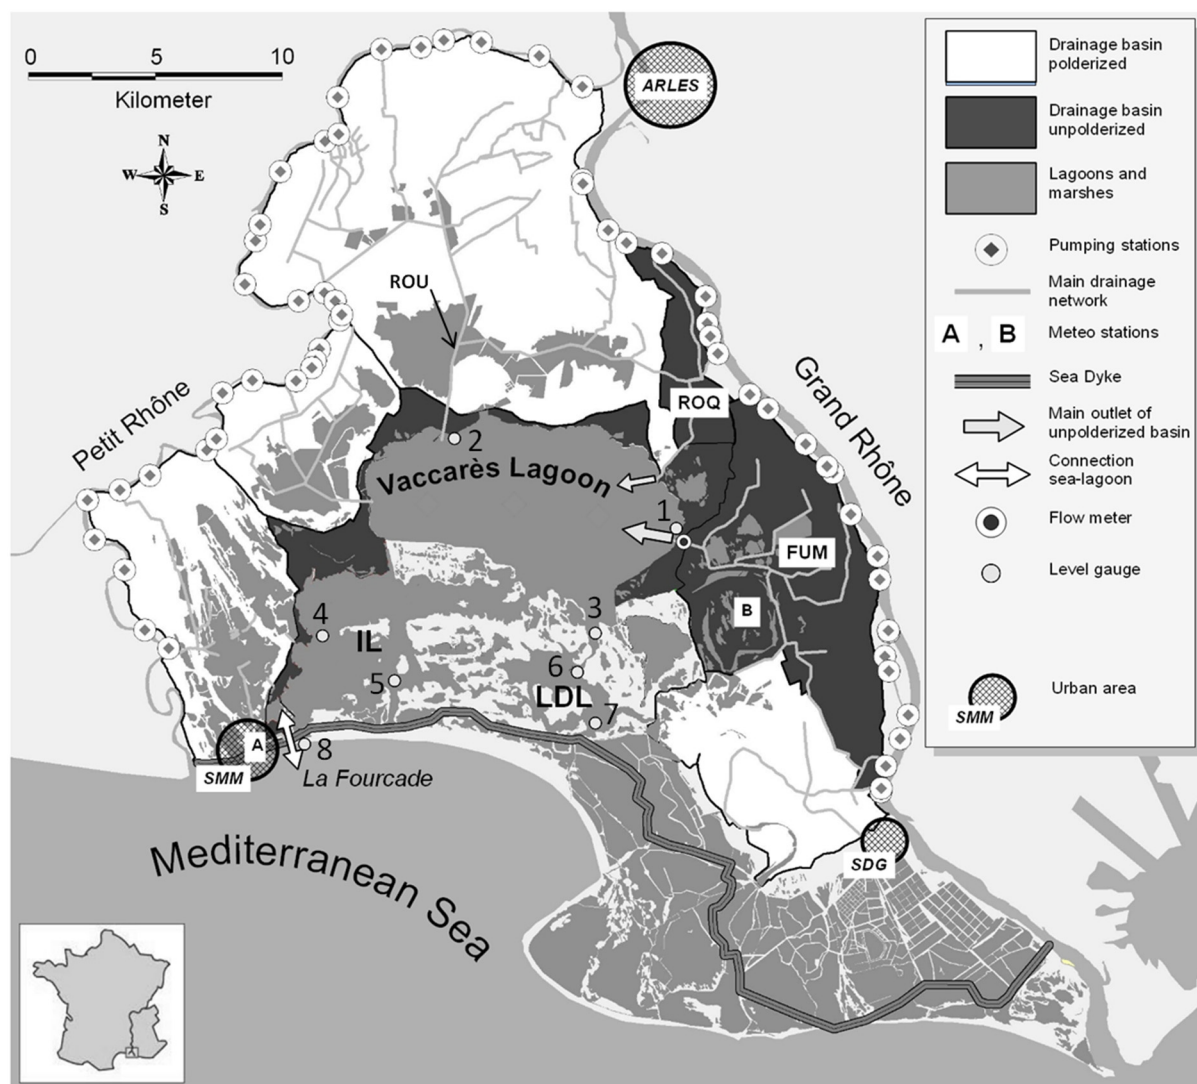 0 5 10
Kilometer
N
W E
S
ARLES
ROU
Petit Rhône
ROQ
Grand Rhône
2
Vaccarès Lagoon
1
FUM
B
3
4
IL
6
5
LDL
7
A
8
SMM
La Fourcade
SDG
Mediterranean Sea
Drainage basin
polderized
Drainage basin
unpolderized
Lagoons and
marshes
Pumping stations
Main drainage
network
A , B Meteo stations
Sea Dyke
Main outlet of
unpolderized basin
Connection
sea-lagoon
Flow meter
Level gauge
Urban area
SMM